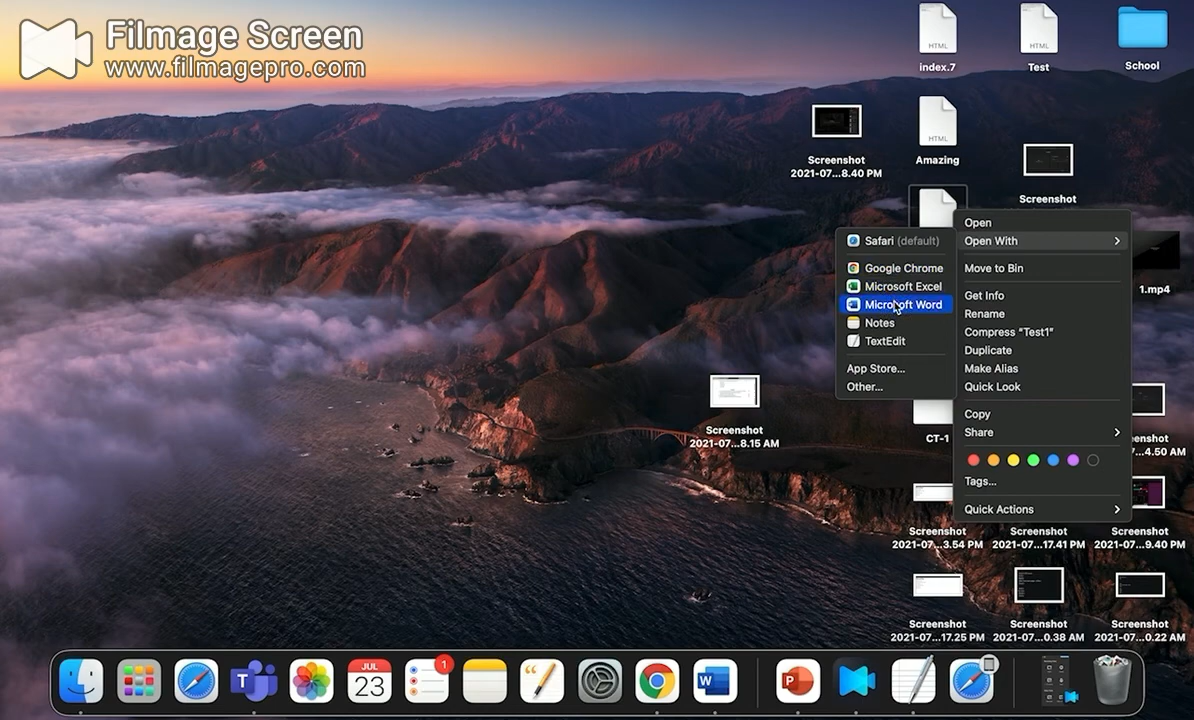 Filmage Screen
www.filmagepro.com
HTML
index.7
HTML
Test
School
Screenshot
2021-07...8.40 PM
HTML
Amazing
Screenshot
Open
Open With
Move to Bin
Get Info
Rename
Compress “Test1”
Duplicate
Make Alias
Quick Look
Copy
Share
Tags...
Quick Actions
Safari (default)
Google Chrome
Microsoft Excel
Microsoft Word
Notes
TextEdit
App Store...
Other...
1.mp4
Screenshot
2021-07...8.15 AM
CT-1
enshot
...4.50 AM
Screenshot
2021-07...3.54 PM
Screenshot
2021-07...17.41 PM
Screenshot
2021-07...9.40 PM
Screenshot
2021-07...17.25 PM
Screenshot
2021-07...0.38 AM
Screenshot
2021-07...0.22 AM
T
JUL
23
1
W
P